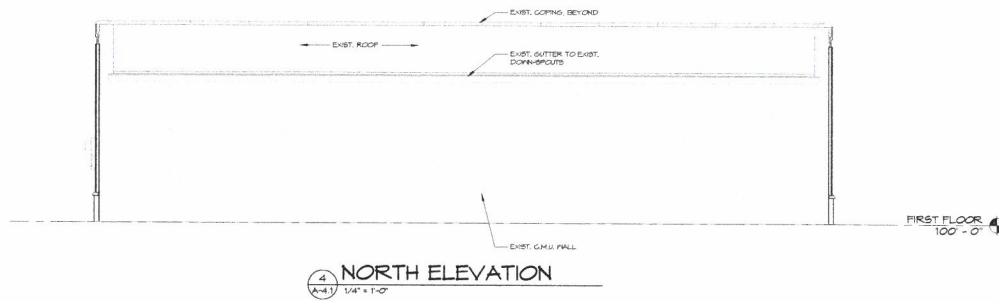 EXIST. COPING, BEYOND
EXIST. ROOF
EXIST. GUTTER TO EXIST.
DOWN-SPOUTS
FIRST FLOOR
100' - 0"
EXIST. C.M.U. WALL
4
A-4.1
NORTH ELEVATION
1/4" = 1'-0"